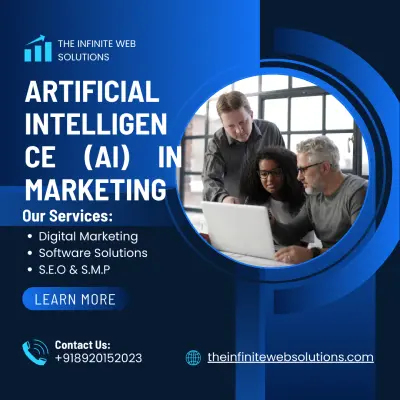 THE INFINITE WEB
SOLUTIONS
ARTIFICIAL
INTELLIGEN
CE (AI) IN
MARKETING
Our Services:
• Digital Marketing
• Software Solutions
• S.E.O & S.M.P
LEARN MORE
Contact Us:
+918920152023
theinfinitewebsolutions.com